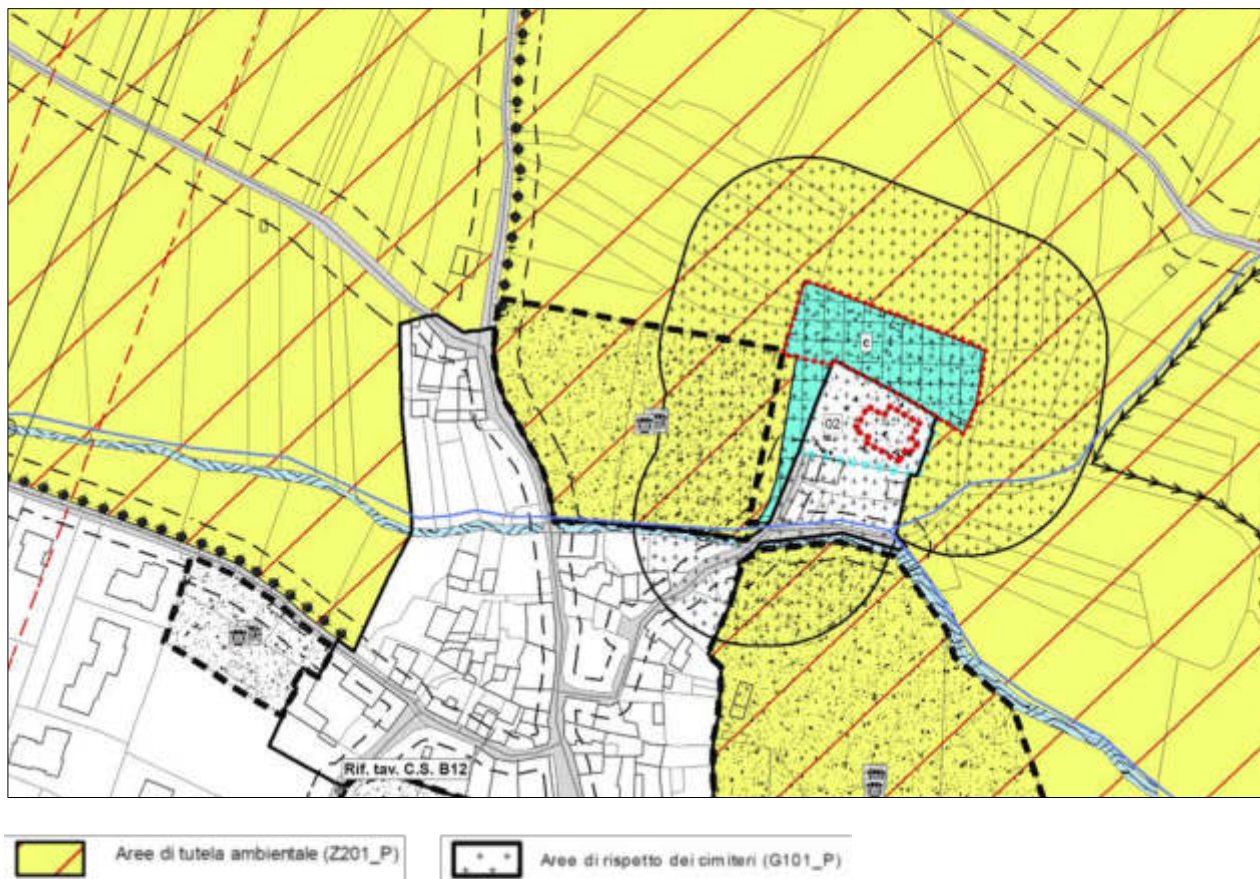 c
02
Rif. tav. C.S. B12
Aree di tutela ambientale (Z201_P)
Aree di rispetto dei cimiteri (G101_P)